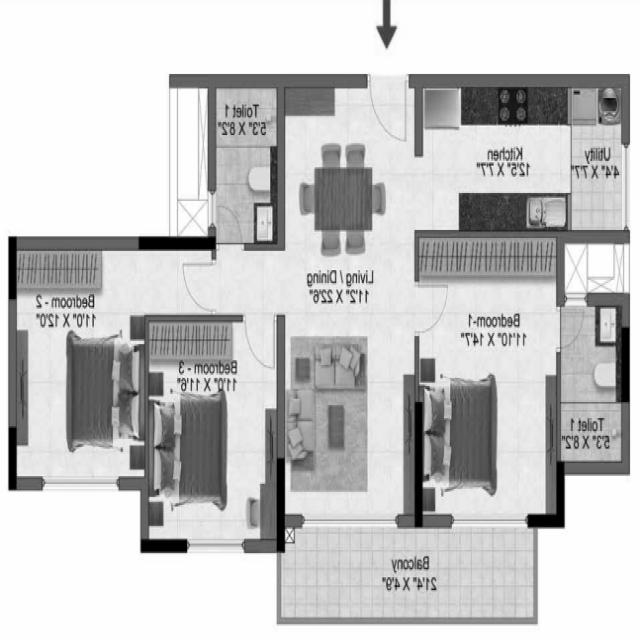 Toilet 1
5'3" X 8'2"
Kitchen
12'5" X 7'7"
Utility
4'4" X 7'7"
Living / Dining
11'2" X 22'6"
Bedroom - 2
11'0" X 12'0"
Bedroom-1
11'10" X 14'7"
Bedroom - 3
11'0" X 11'6"
Toilet 1
5'3" X 8'2"
Balcony
21'4" X 4'9"